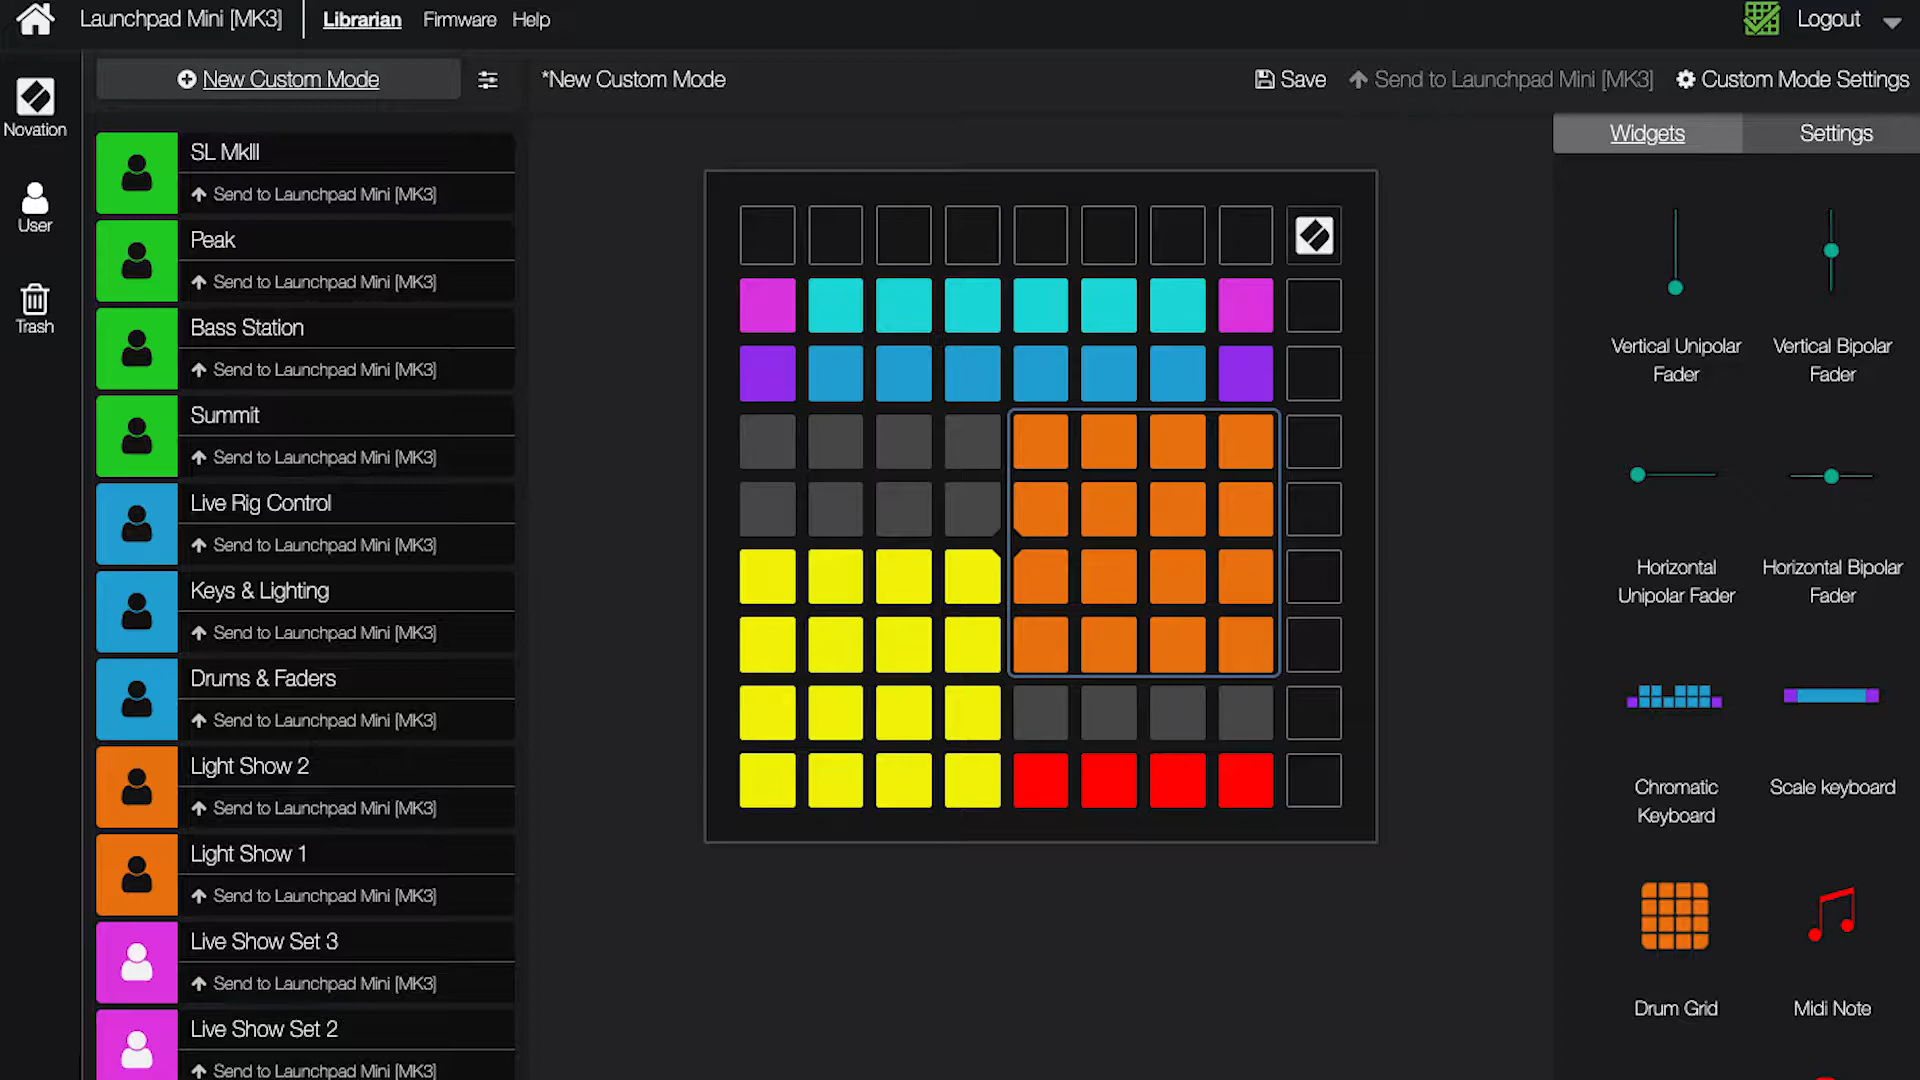 Launchpad Mini [MK3]
Librarian
Firmware
Help
Logout
Novation
User
Trash
New Custom Mode
*New Custom Mode
Save
Send to Launchpad Mini [MK3]
Custom Mode Settings
SL MkIII
Send to Launchpad Mini [MK3]
Peak
Send to Launchpad Mini [MK3]
Bass Station
Send to Launchpad Mini [MK3]
Summit
Send to Launchpad Mini [MK3]
Live Rig Control
Send to Launchpad Mini [MK3]
Keys & Lighting
Send to Launchpad Mini [MK3]
Drums & Faders
Send to Launchpad Mini [MK3]
Light Show 2
Send to Launchpad Mini [MK3]
Light Show 1
Send to Launchpad Mini [MK3]
Live Show Set 3
Send to Launchpad Mini [MK3]
Live Show Set 2
Send to Launchpad Mini [MK3]
Widgets
Settings
Vertical Unipolar
Fader
Vertical Bipolar
Fader
Horizontal
Unipolar Fader
Horizontal Bipolar
Fader
Chromatic
Keyboard
Scale keyboard
Drum Grid
Midi Note